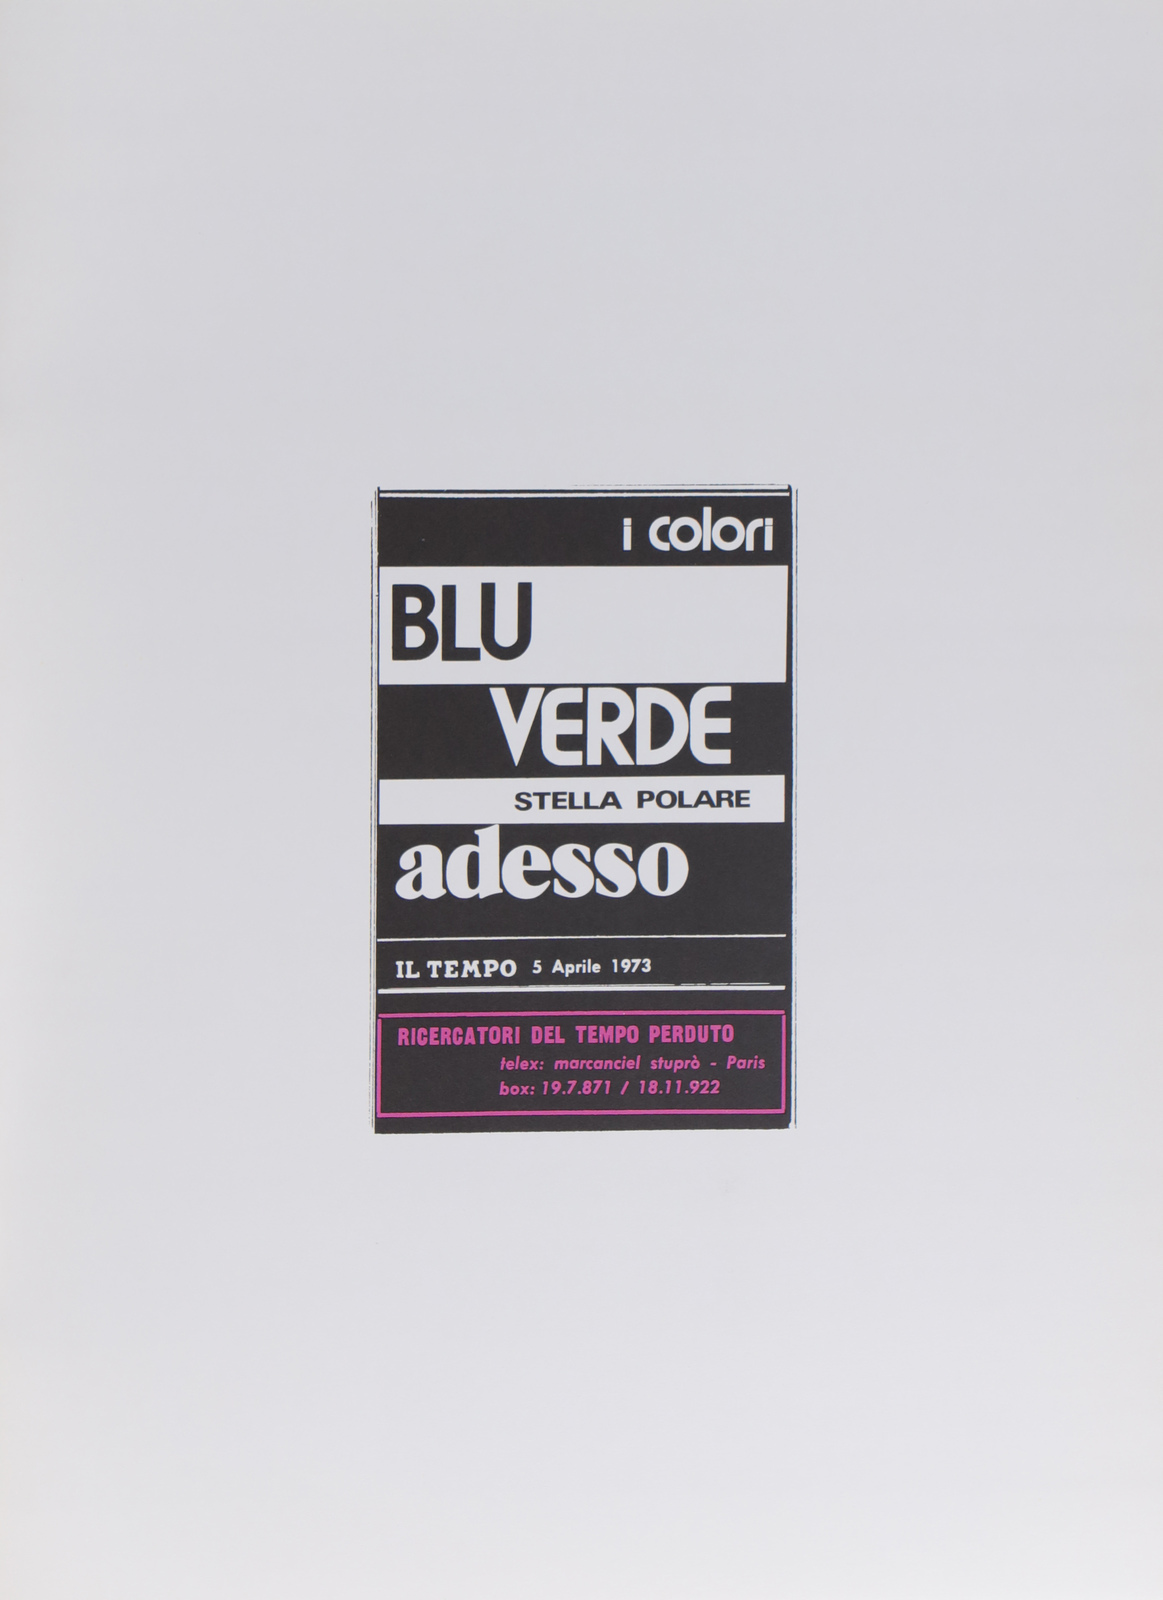 i colori
BLU
VERDE
STELLA POLARE
adesso
IL TEMPO 5 Aprile 1973
RICERCATORI DEL TEMPO PERDUTO
telex: marcanciel stuprò - Paris
box: 19.7.871 / 18.11.922